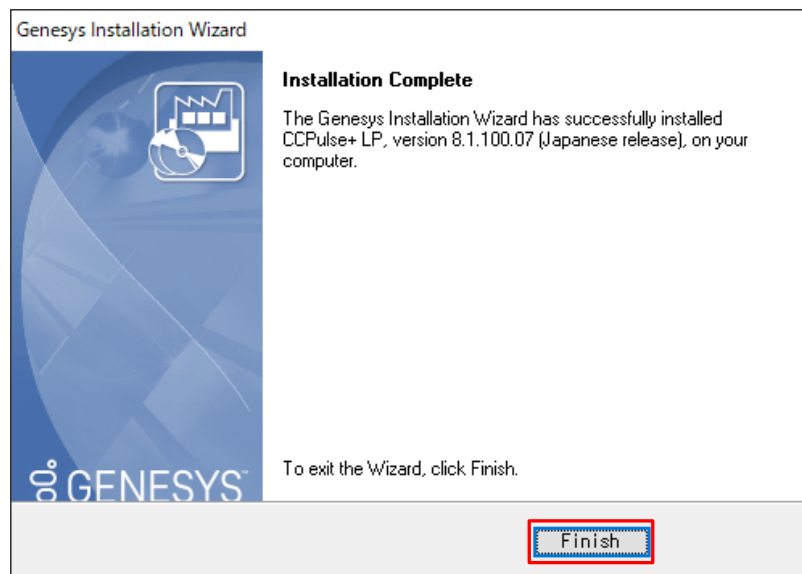 Genesys Installation Wizard
Installation Complete
The Genesys Installation Wizard has successfully installed
CCPulse+ LP, version 8.1.100.07 (Japanese release), on your
computer.
To exit the Wizard, click Finish.
GENESYS™
Finish